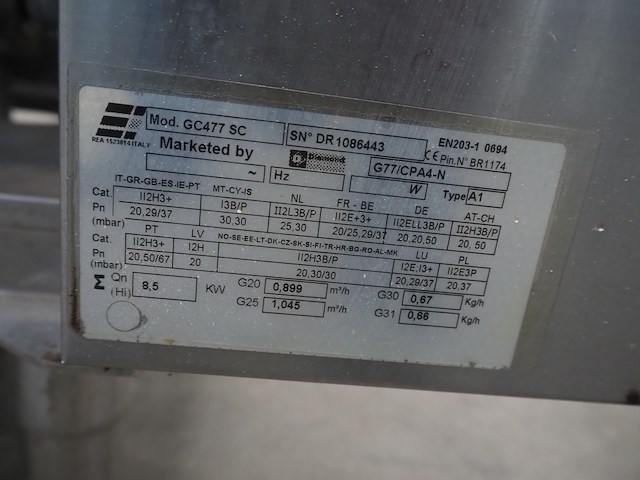 Mod. GC477 SC SN° DR1086443 EN203-1 0694
REA 1523814 ITALY Marketed by Diamond G77/CPA4-N CE Pin.N° BR1174
~ Hz W Type A1
IT-GR-GB-ES-IE-PT MT-CY-IS NL FR - BE DE AT-CH
Cat. II2H3+ I3B/P II2L3B/P II2E+3+ II2ELL3B/P II2H3B/P
Pn (mbar) 20,29/37 30,30 25,30 20/25,29/37 20,20,50 20, 50
PT LV NO-SE-EE-LT-DK-CZ-SK-SI-FI-TR-HR-BG-RO-AL-MK LU PL
Cat. II2H3+ I2H II2H3B/P I2E;I3+ II2E3P
Pn (mbar) 20,50/67 20 20,30/30 20,29/37 20,37
Σ Qn (Hi) 8,5 KW G20 0,899 m³/h G30 0,67 Kg/h
G25 1,045 m³/h G31 0,66 Kg/h